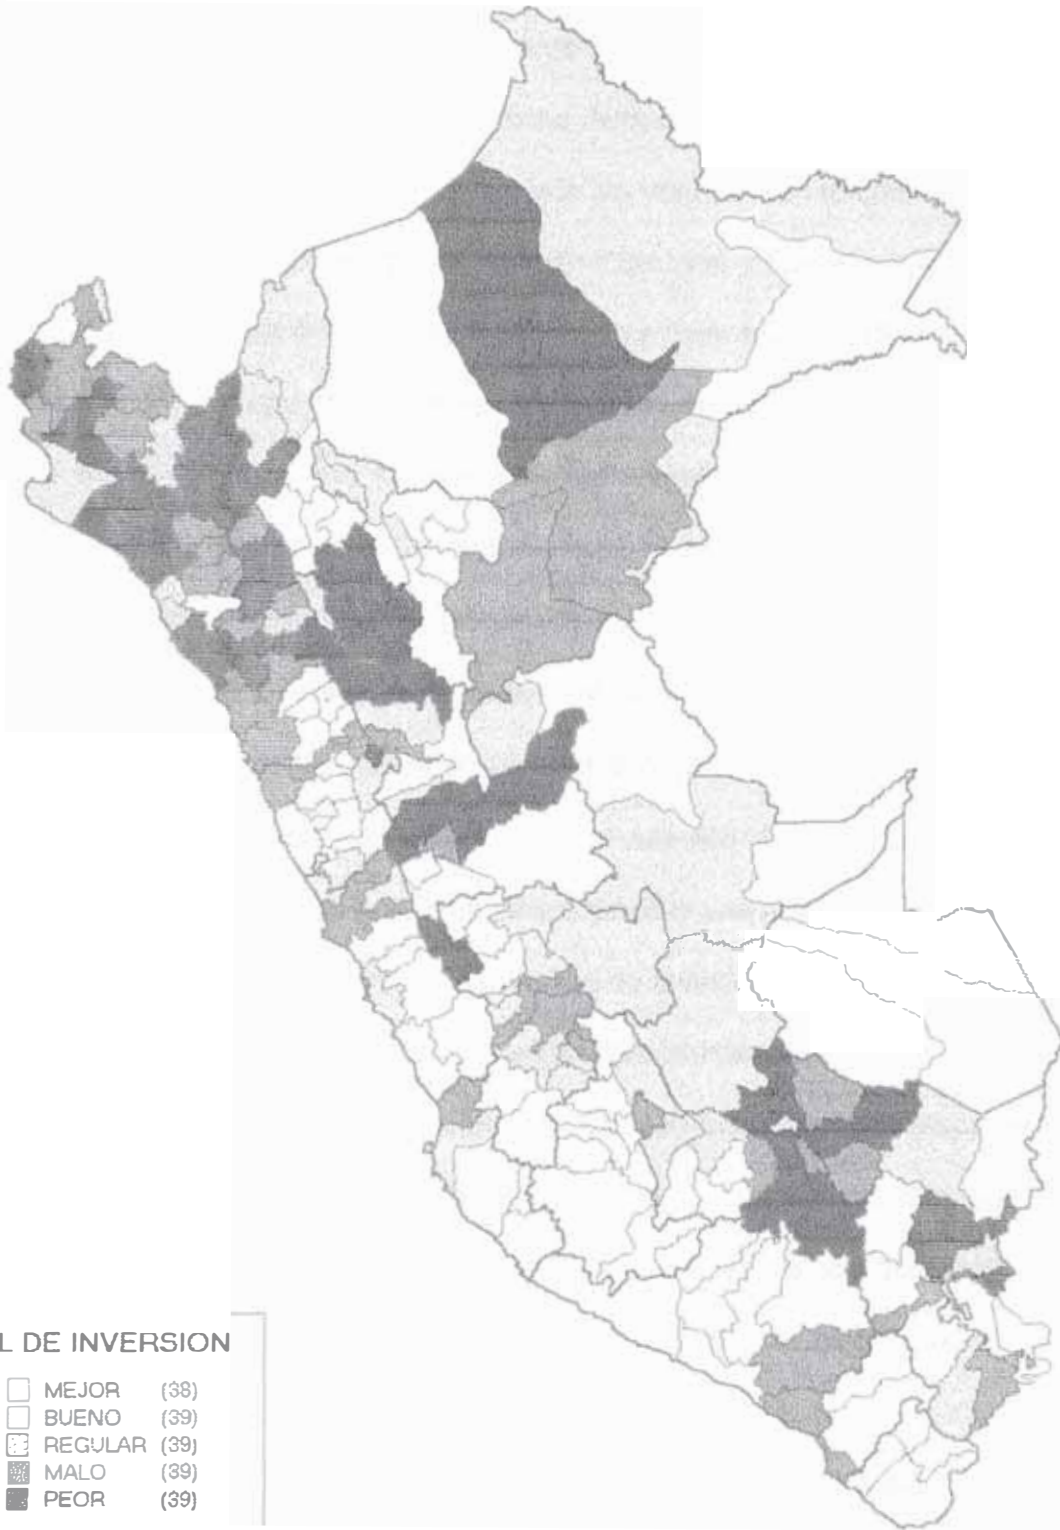 L DE INVERSION
MEJOR (38)
BUENO (39)
REGULAR (39)
MALO (39)
PEOR (39)